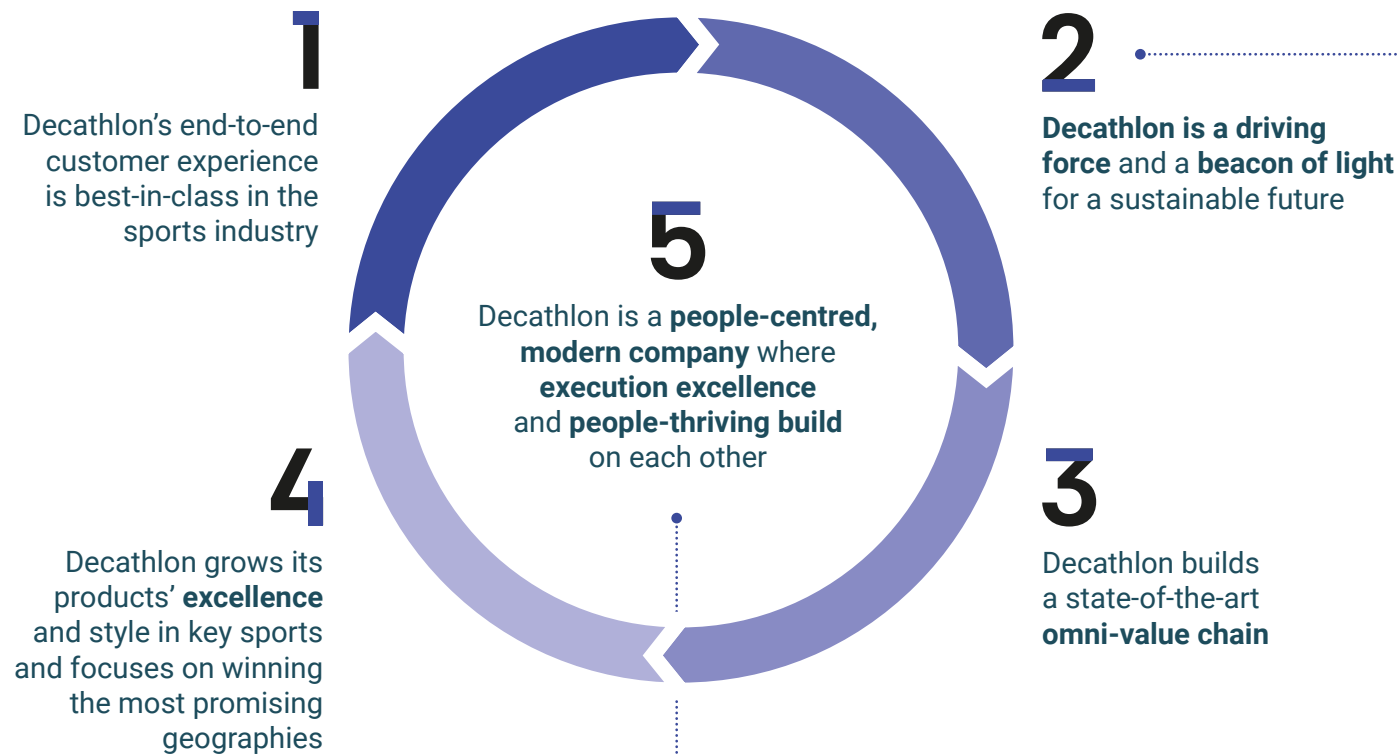 1
Decathlon’s end-to-end
customer experience
is best-in-class in the
sports industry
2
Decathlon is a driving
force and a beacon of light
for a sustainable future
3
Decathlon builds
a state-of-the-art
omni-value chain
4
Decathlon grows its
products’ excellence
and style in key sports
and focuses on winning
the most promising
geographies
5
Decathlon is a people-centred,
modern company where
execution excellence
and people-thriving build
on each other